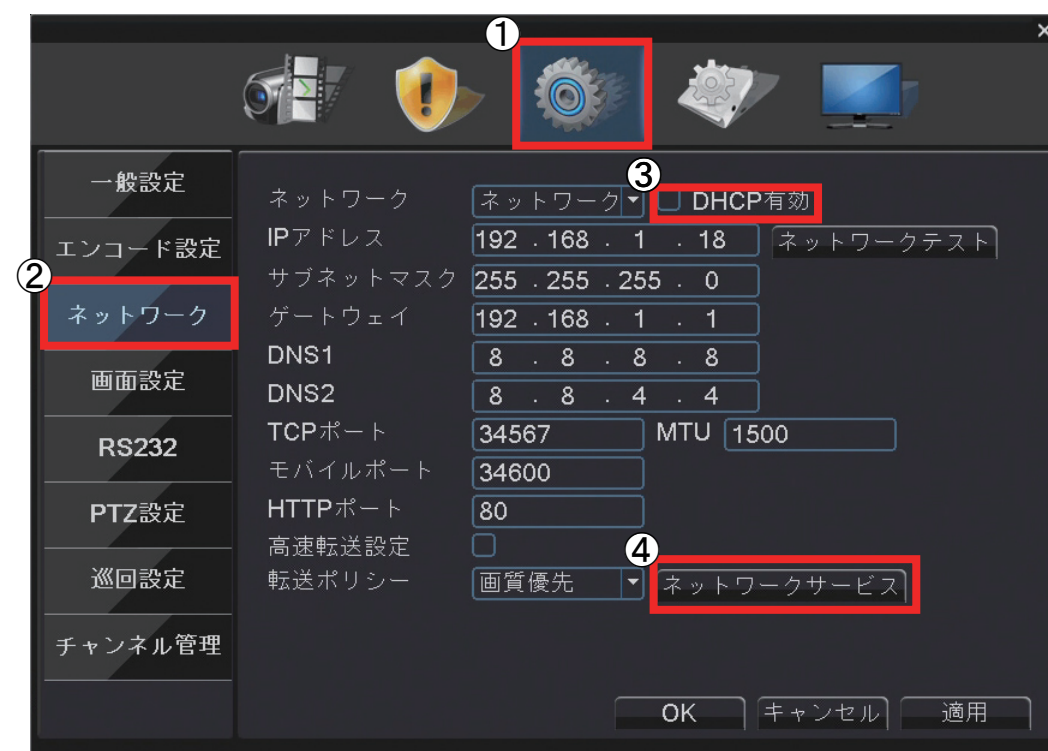 ①
②
③
④
一般設定
エンコード設定
ネットワーク
画面設定
RS232
PTZ設定
巡回設定
チャンネル管理
ネットワーク ネットワーク DHCP有効
IPアドレス 192 . 168 . 1 . 18 ネットワークテスト
サブネットマスク 255 . 255 . 255 . 0
ゲートウェイ 192 . 168 . 1 . 1
DNS1 8 . 8 . 8 . 8
DNS2 8 . 8 . 4 . 4
TCPポート 34567 MTU 1500
モバイルポート 34600
HTTPポート 80
高速転送設定
転送ポリシー 画質優先 ネットワークサービス
OK キャンセル 適用